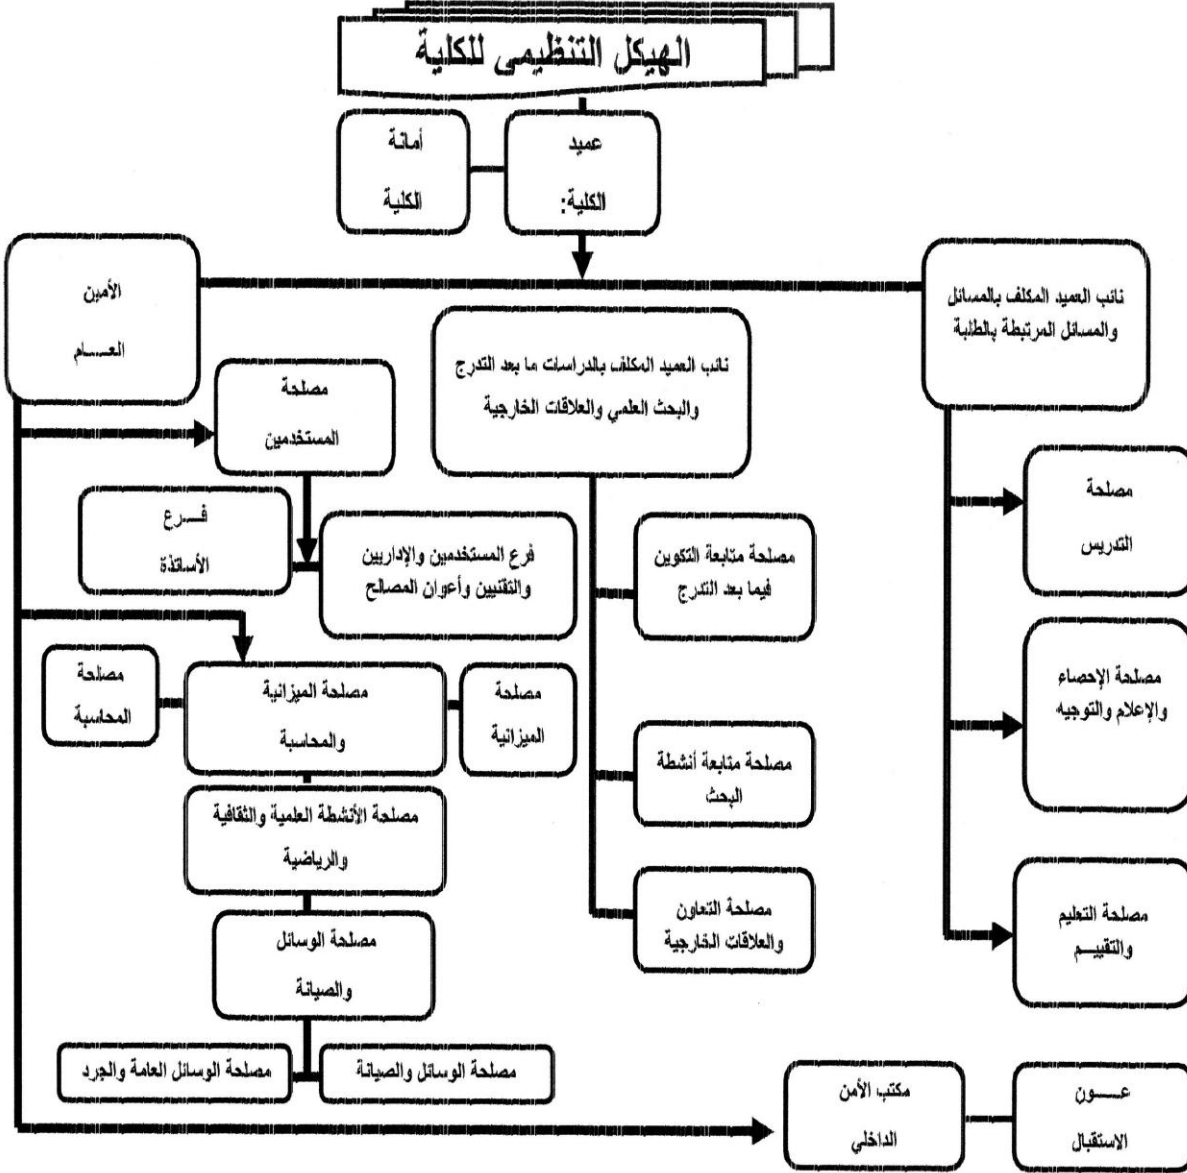 الهيكل التنظيمى للكلية
عميد
الكلية:
أمانة
الكلية
نائب العميد المكلف بالمسائل
والمسائل المرتبطة بالطلبة
نائب العميد المكلف بالدراسات ما بعد التدرج
والبحث العلمي والعلاقات الخارجية
الأمين
العـــام
مصلحة
المستخدمين
مصلحة
التدريس
فـــرع
الأساتذة
فرع المستخدمين والإداريين
والتقنيين وأعوان المصالح
مصلحة متابعة التكوين
فيما بعد التدرج
مصلحة الإحصاء
والإعلام والتوجيه
مصلحة
المحاسبة
مصلحة الميزانية
والمحاسبة
مصلحة
الميزانية
مصلحة متابعة أنشطة
البحث
مصلحة الأنشطة العلمية والثقافية
والرياضية
مصلحة التعاون
والعلاقات الخارجية
مصلحة التعليم
والتقييـــم
مصلحة الوسائل
والصيانة
مصلحة الوسائل والصيانة
مصلحة الوسائل العامة والجرد
مكتب الأمن
الداخلي
عـــــون
الاستقبال